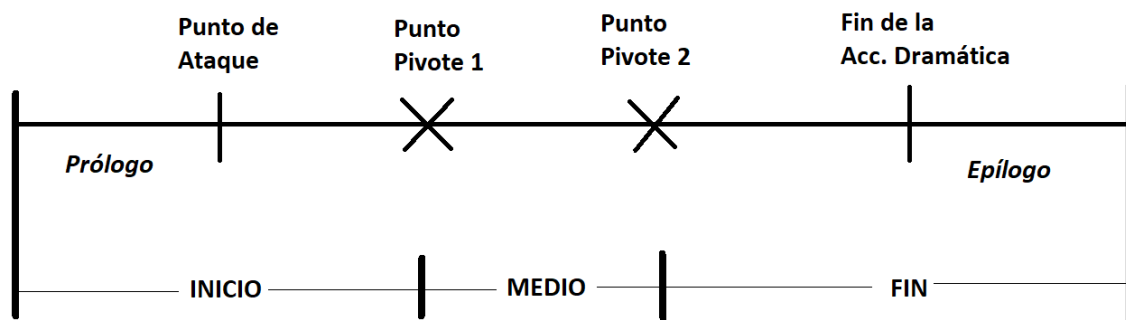 Punto de
Ataque
Punto
Pivote 1
Punto
Pivote 2
Fin de la
Acc. Dramática
Prólogo
Epílogo
INICIO
MEDIO
FIN